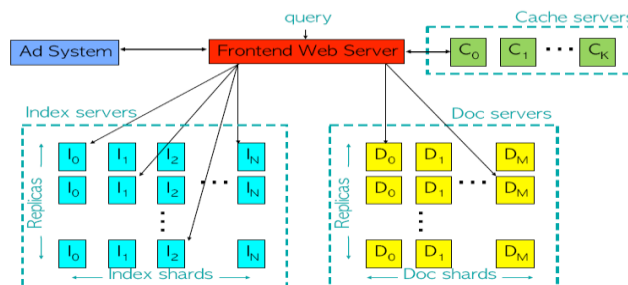 query
Cache servers
Ad System
Frontend Web Server
C0 C1 CK
Index servers
Doc servers
Replicas
I0 I1 I2 IN
I0 I1 I2 IN
I0 I1 I2 IN
Index shards
Replicas
D0 D1 DM
D0 D1 DM
D0 D1 DM
Doc shards